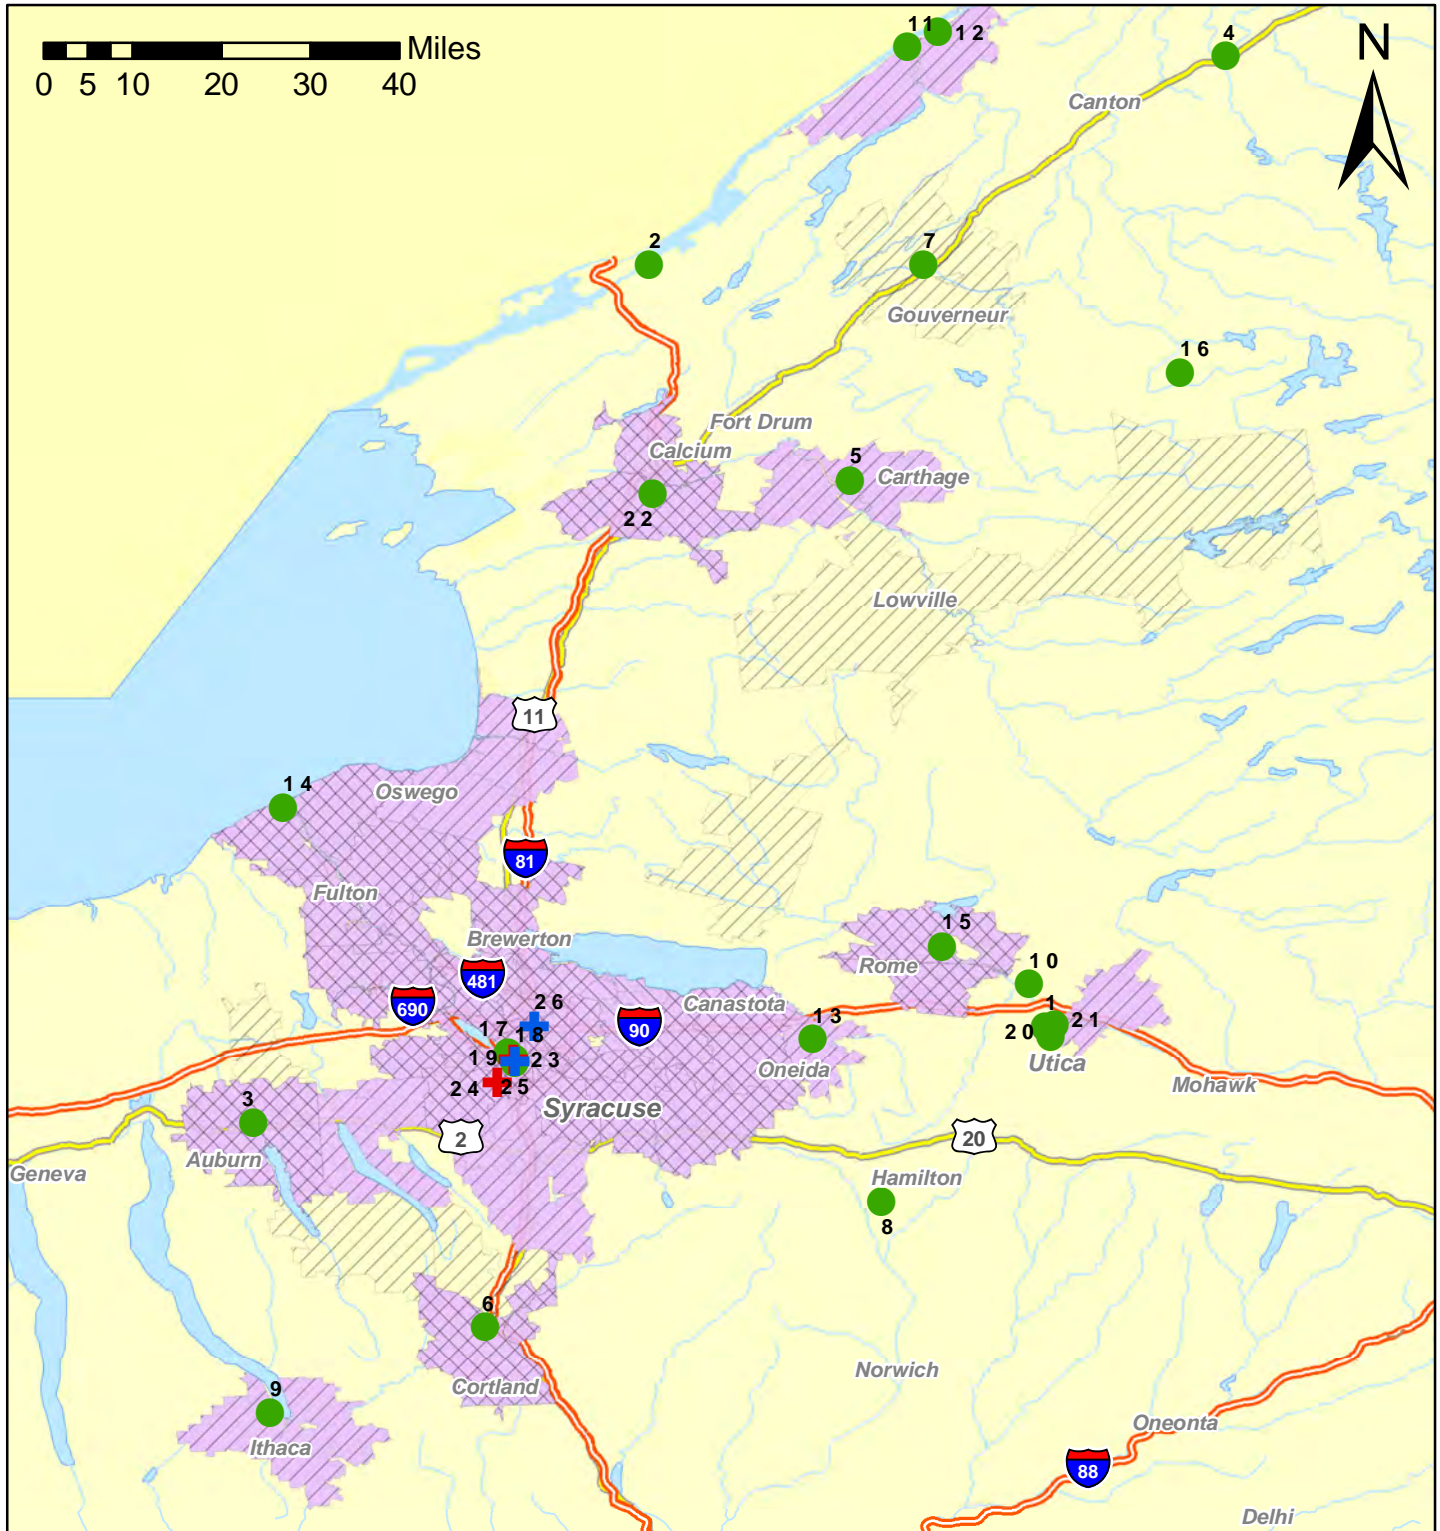 11
12
4
Miles
N
0 5 10 20 30 40
Canton
2
7
Gouverneur
16
Fort Drum
Calcium
5
Carthage
22
Lowville
11
14
Oswego
81
Fulton
15
Brewerton
Rome
10
481
690
26
Canastota
90
13
1
17
18
20
21
19
23
Oneida
Utica
24
25
Mohawk
3
Syracuse
2
20
Auburn
Geneva
Hamilton
8
6
Norwich
Cortland
9
Oneonta
Ithaca
88
Delhi